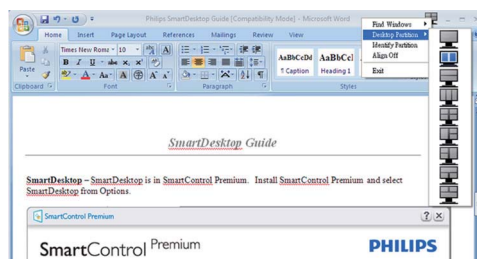 Philips SmartDesktop Guide [Compatibility Mode] - Microsoft Word
Find Windows
Desktop Partition
Identify Partition
Align Off
Exit
Home Insert Page Layout References Mailings Review View
Paste
Times New Roma 10
B I U abc
Aa
AaBbCcDd AaBbCcI
¶ Caption Heading 1
Clipboard Font Paragraph Styles
SmartDesktop Guide
SmartDesktop – SmartDesktop is in SmartControl Premium. Install SmartControl Premium and select
SmartDesktop from Options.
SmartControl Premium
SmartControl Premium
PHILIPS